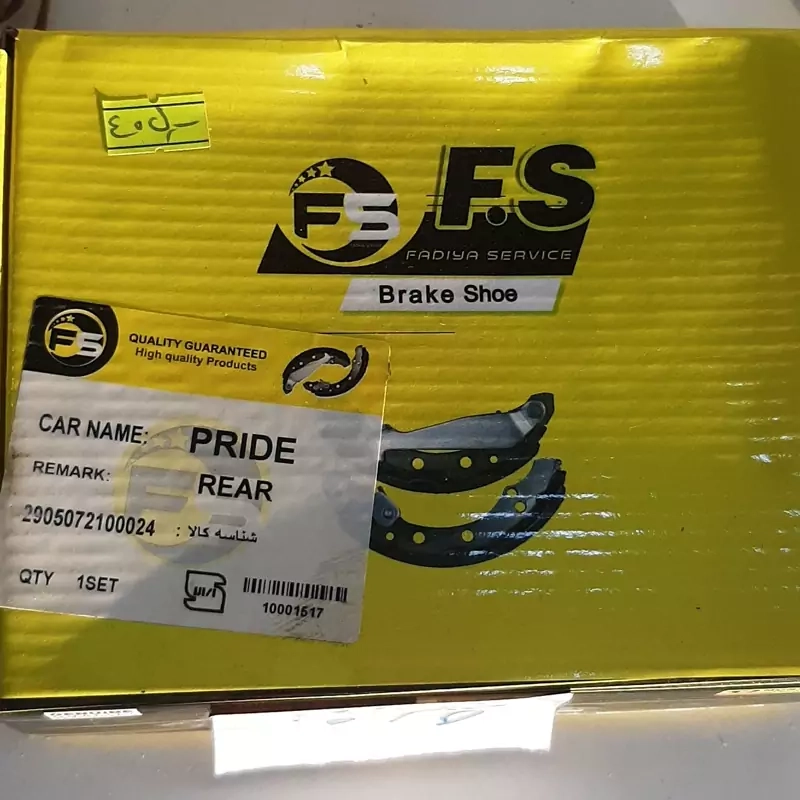 FS
F.S
FADIYA SERVICE
Brake Shoe
FS
QUALITY GUARANTEED
High quality Products
CAR NAME: PRIDE
REMARK: REAR
2905072100024 : شناسه کالا
QTY 1SET
10001517